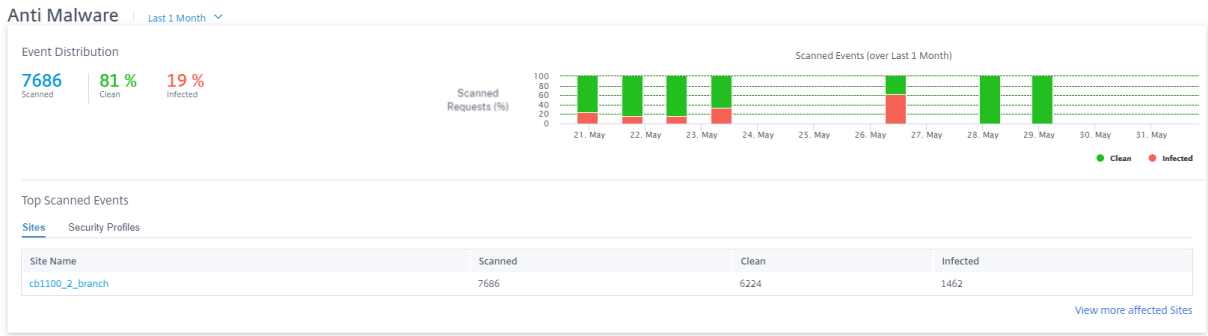 Anti Malware
Last 1 Month
Event Distribution
7686
Scanned
81 %
Clean
19 %
Infected
Scanned Events (over Last 1 Month)
Scanned
Requests (%)
100
80
60
40
20
0
21. May 22. May 23. May 24. May 25. May 26. May 27. May 28. May 29. May 30. May 31. May
Clean Infected
Top Scanned Events
Sites Security Profiles
Site Name Scanned Clean Infected
cb1100_2_branch 7686 6224 1462
View more affected Sites